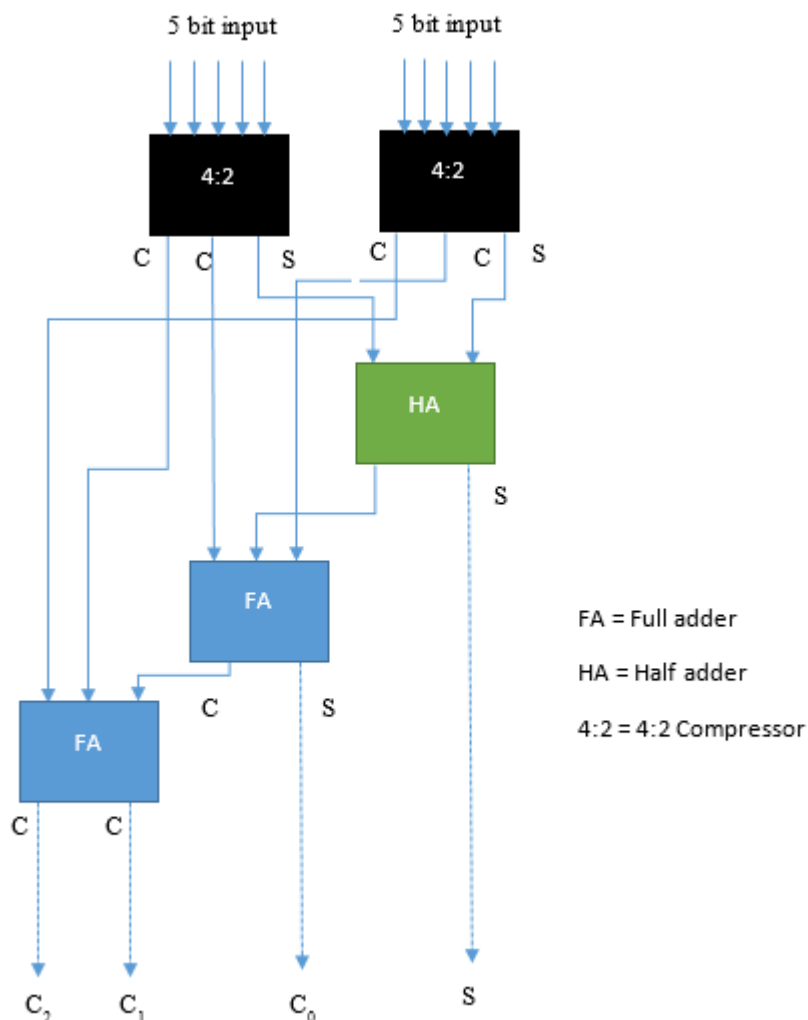 5 bit input
5 bit input
4:2
4:2
C
C
S
C
C
S
HA
S
FA
FA = Full adder
HA = Half adder
C
S
4:2 = 4:2 Compressor
FA
C
C
C2
C1
C0
S